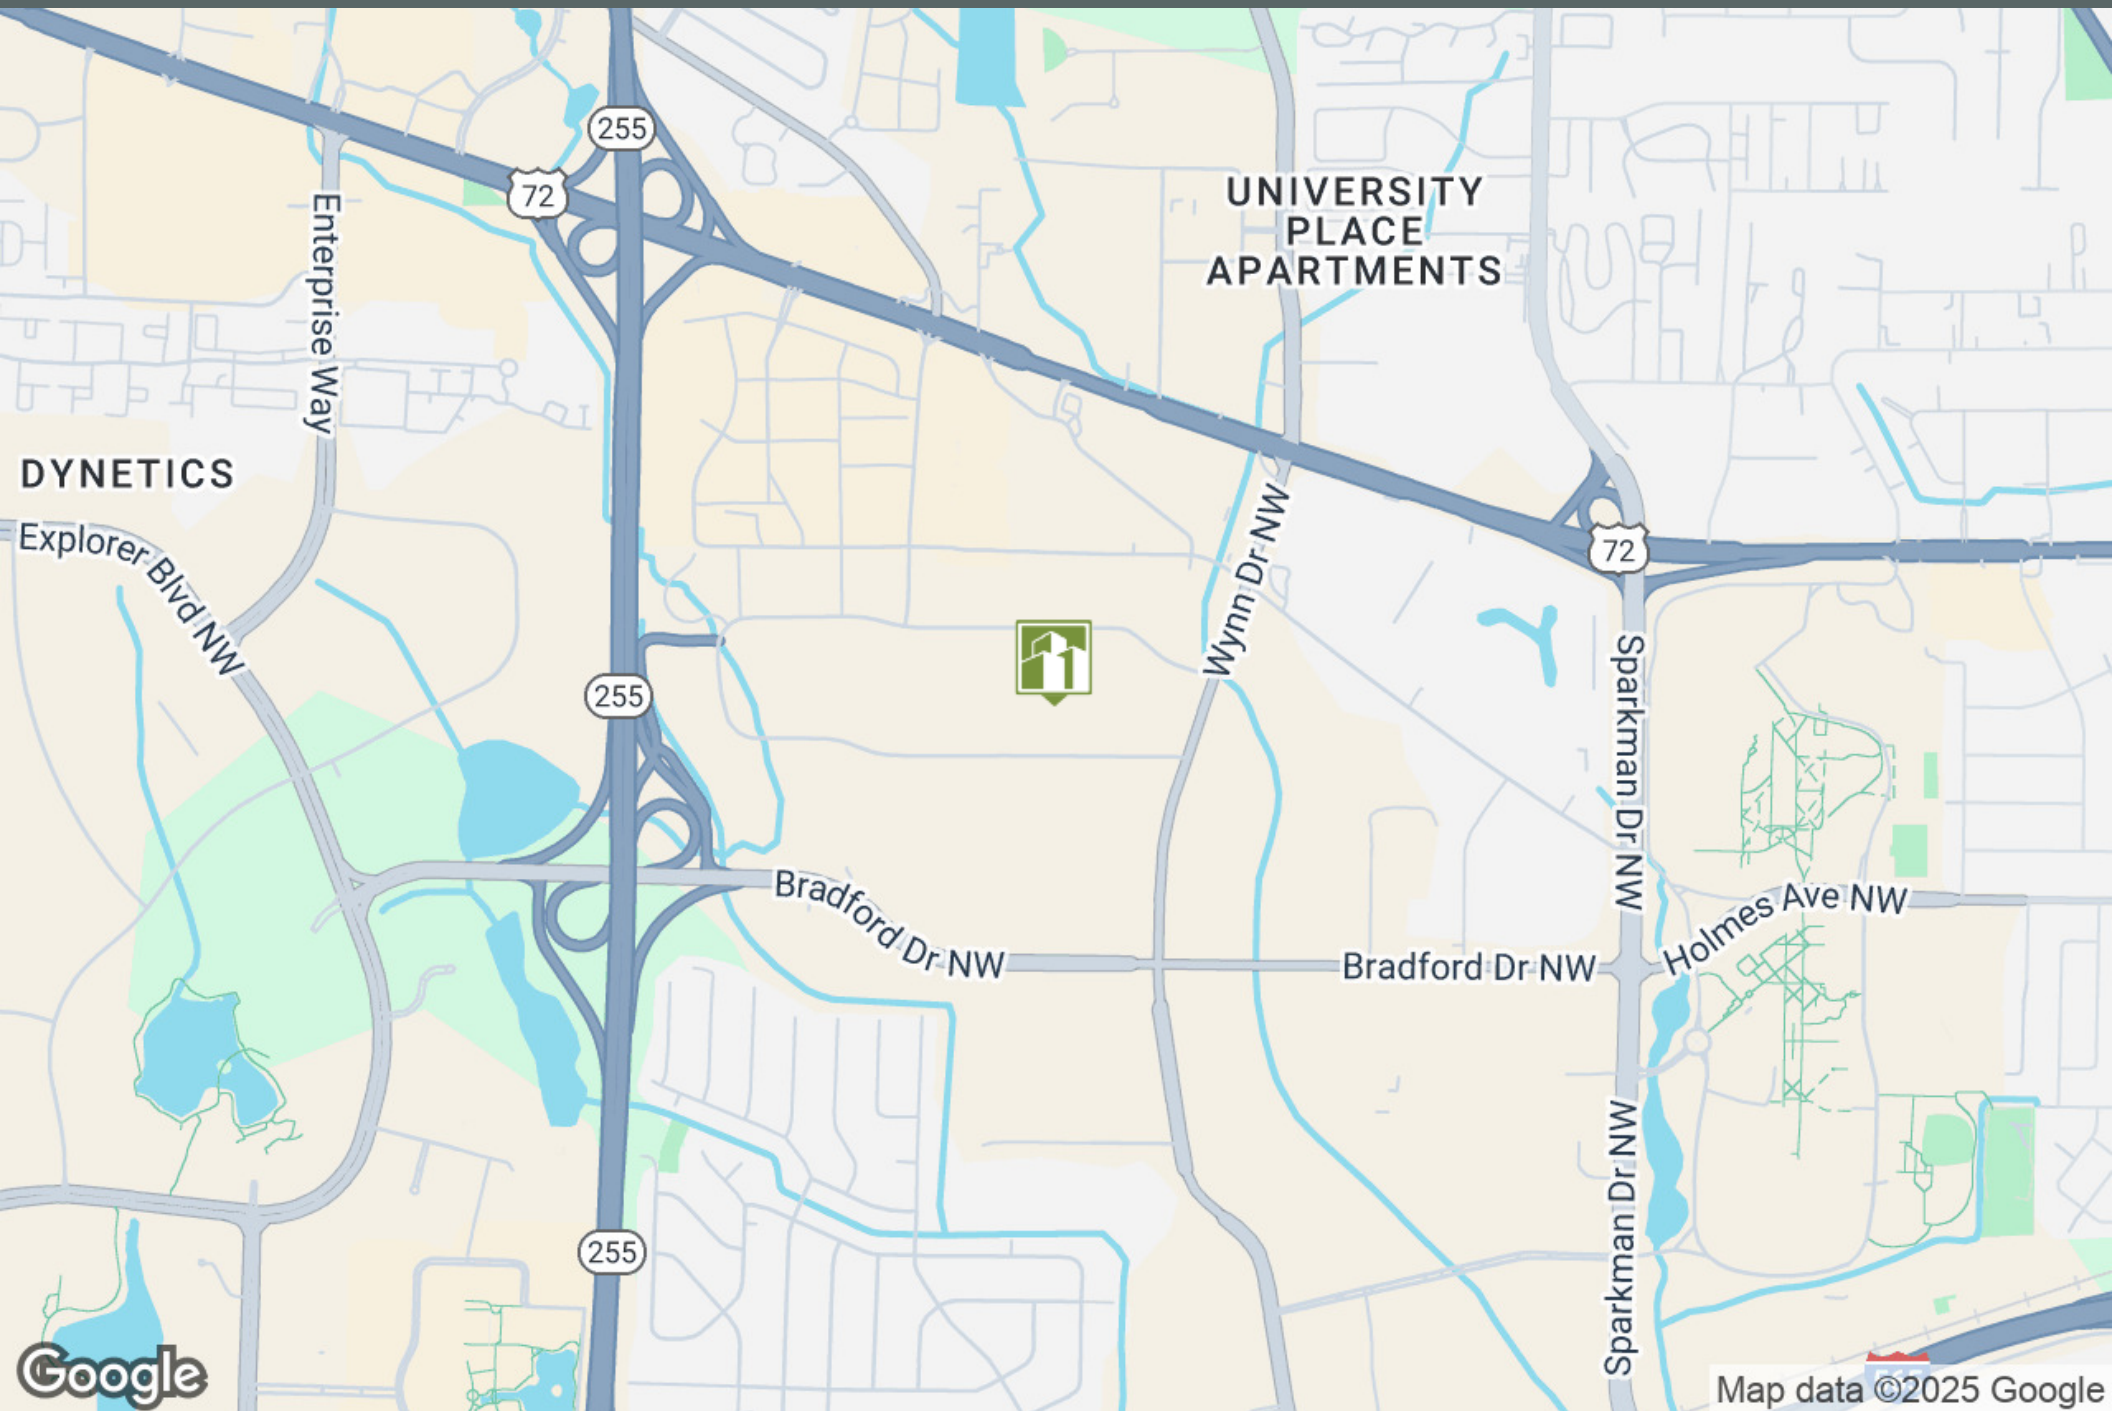 255
72
Enterprise Way
UNIVERSITY
PLACE
APARTMENTS
DYNETICS
Explorer Blvd NW
Wynn Dr NW
72
255
Sparkman Dr NW
Bradford Dr NW
Bradford Dr NW
Holmes Ave NW
Sparkman Dr NW
255
Google
Map data ©2025 Google